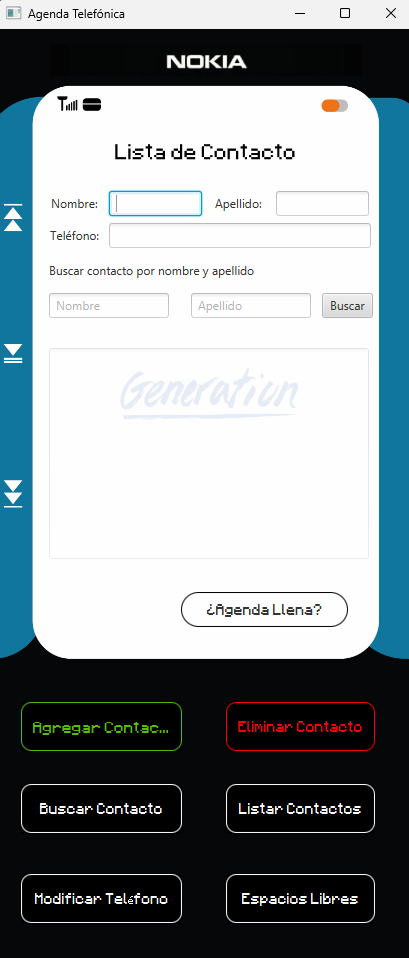 Agenda Telefónica
NOKIA
Lista de Contacto
Nombre: Apellido:
Teléfono:
Buscar contacto por nombre y apellido
Nombre Apellido Buscar
Generation
¿Agenda Llena?
Agregar Contac... Eliminar Contacto
Buscar Contacto Listar Contactos
Modificar Teléfono Espacios Libres